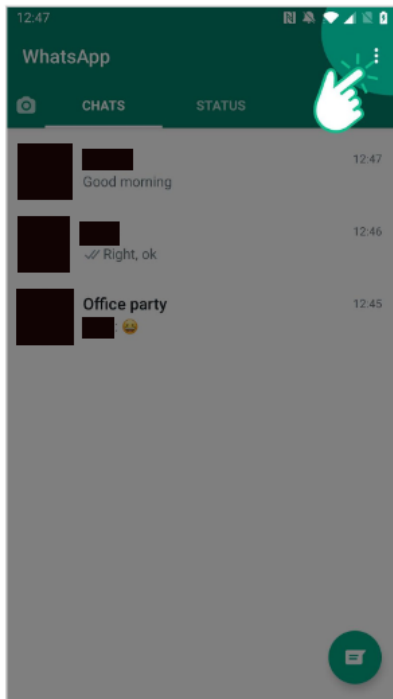 12:47
WhatsApp
CHATS STATUS
12:47
Good morning
12:46
Right, ok
Office party 12:45
: 😀